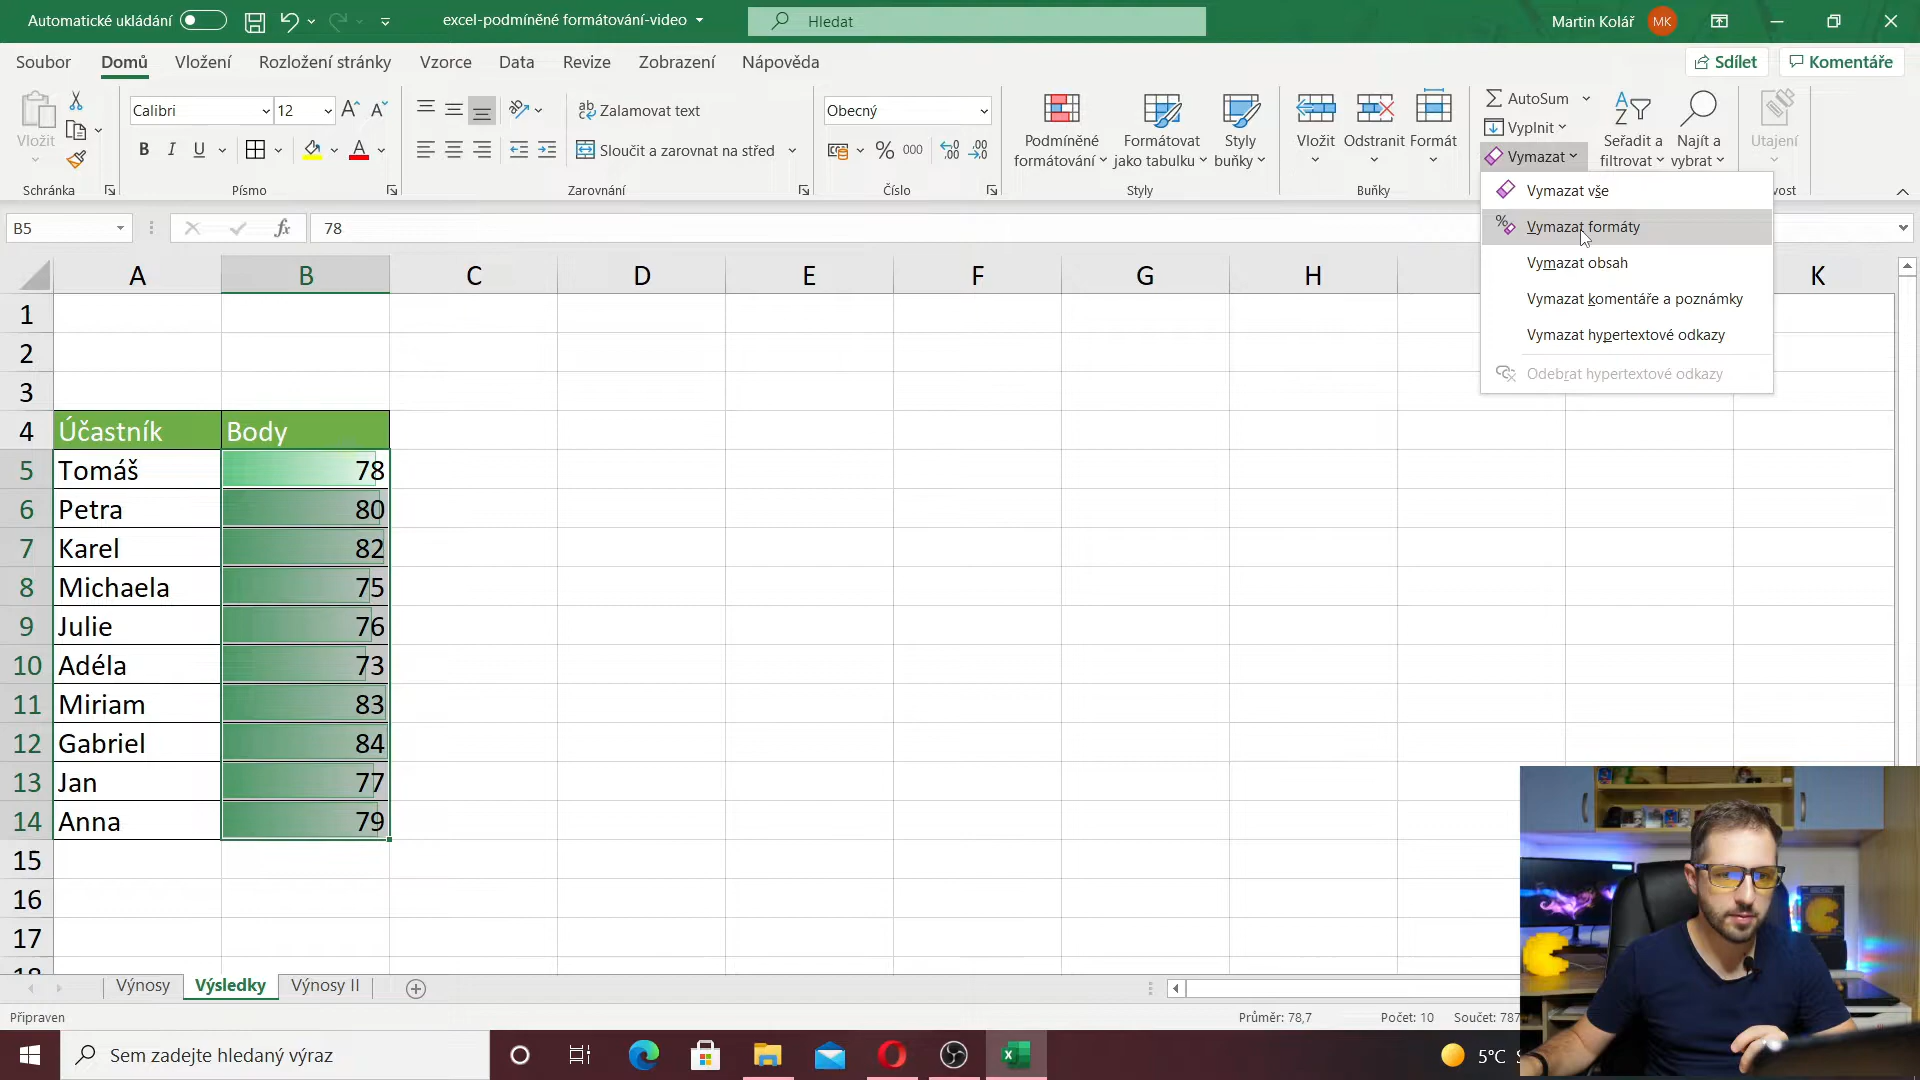 Automatické ukládání
excel-podmíněné formátování-video
Hledat
Martin Kolář
MK
Soubor
Domů
Vložení
Rozložení stránky
Vzorce
Data
Revize
Zobrazení
Nápověda
Sdílet
Komentáře
Vložit
Schránka
Calibri
12
B I U
A
Písmo
Zalamovat text
Sloučit a zarovnat na střed
Zarovnání
Obecný
% 000
Číslo
Podmíněné
formátování
Formátovat
jako tabulku
Styly
buňky
Styly
Vložit
Odstranit
Formát
Buňky
AutoSum
Vyplnit
Vymazat
Seřadit a
filtrovat
Najít a
vybrat
Utajení
Vymazat vše
Vymazat formáty
Vymazat obsah
Vymazat komentáře a poznámky
Vymazat hypertextové odkazy
Odebrat hypertextové odkazy
B5
fx
78
A B C D E F G H K
1
2
3
4 Účastník Body
5 Tomáš 78
6 Petra 80
7 Karel 82
8 Michaela 75
9 Julie 76
10 Adéla 73
11 Miriam 83
12 Gabriel 84
13 Jan 77
14 Anna 79
15
16
17
Výnosy
Výsledky
Výnosy II
Připraven
Průměr: 78,7
Počet: 10
Součet: 787
Sem zadejte hledaný výraz
5°C